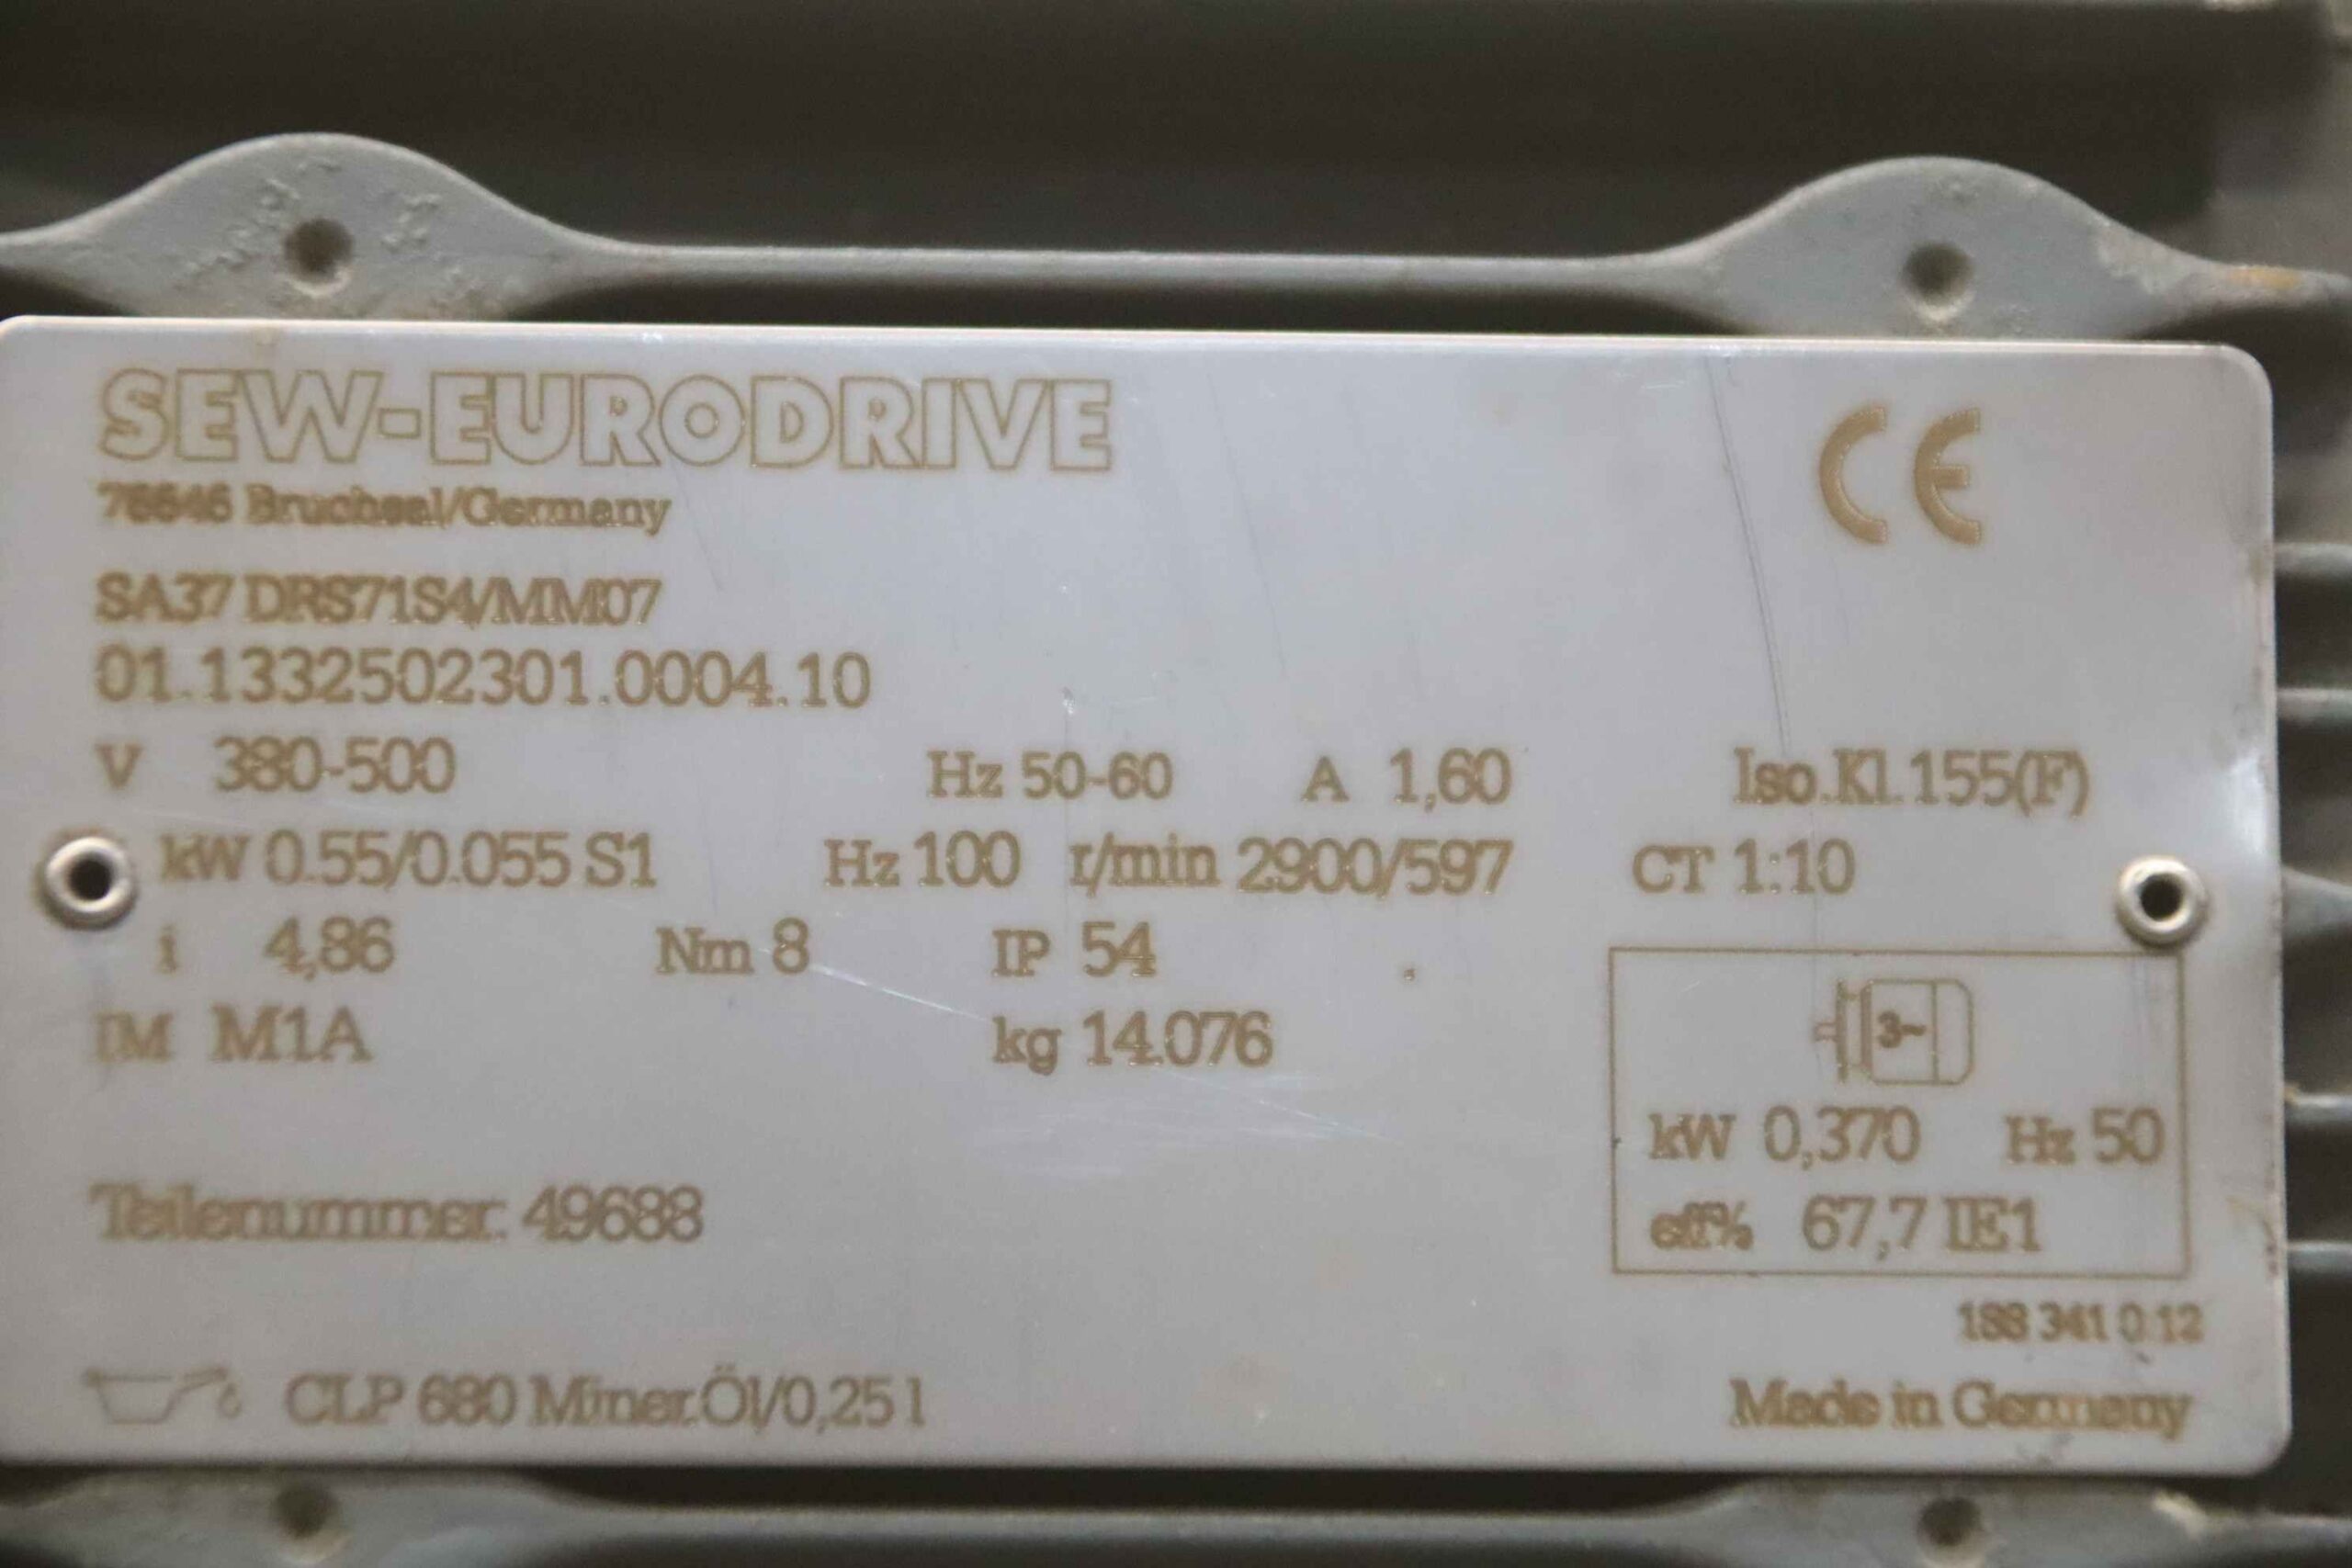 SEW-EURODRIVE
CE
76646 Bruchsal/Germany
SA37 DRS71S4/MM07
01.1332502301.0004.10
V 380-500 Hz 50-60 A 1,60 Iso.Kl.155(F)
kW 0.55/0.055 S1 Hz 100 r/min 2900/597 CT 1:10
i 4,86 Nm 8 IP 54
IM M1A kg 14.076
3~
kW 0,370 Hz 50
eff% 67,7 IE1
Teilenummer: 49688
188 341 0.12
CLP 680 Miner.Öl/0,25 l
Made in Germany